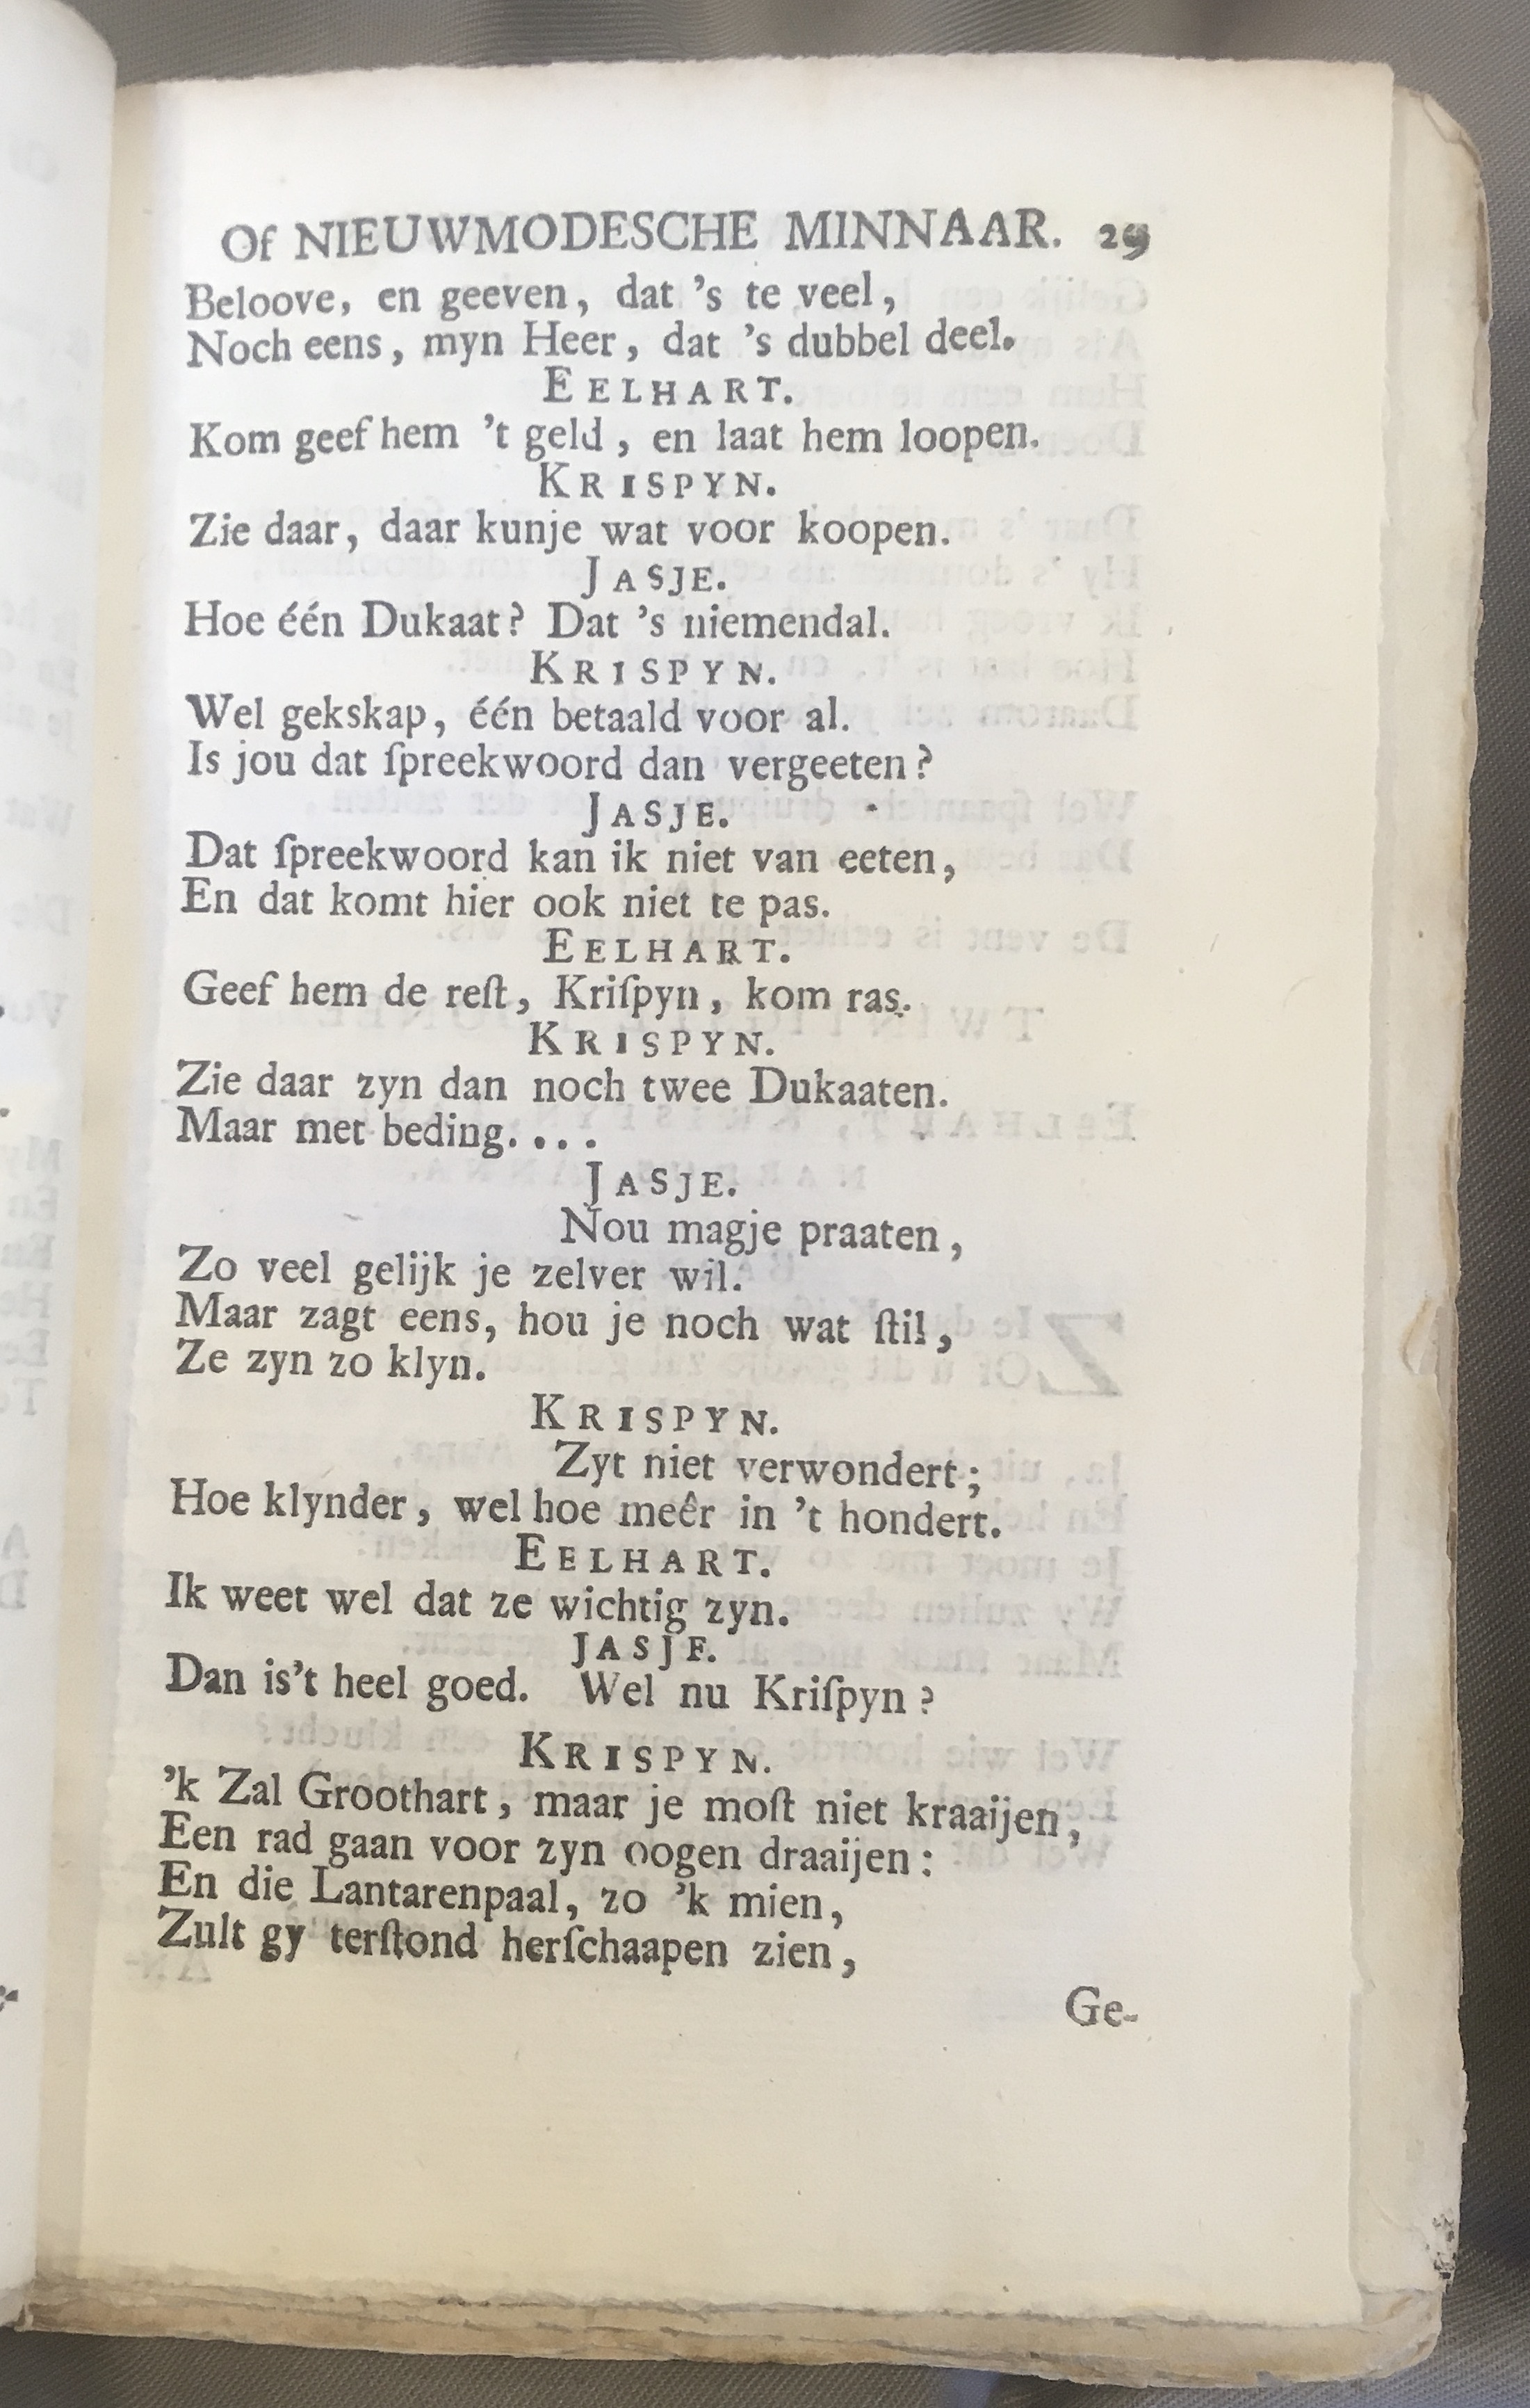 Of NIEUWMODESCHE MINNAAR. 29
Beloove, en geeven, dat 's te veel,
Noch eens, myn Heer, dat 's dubbel deel.
EELHART.
Kom geef hem 't geld, en laat hem loopen.
KRISPYN.
Zie daar, daar kunje wat voor koopen.
JASJE.
Hoe één Dukaat? Dat 's niemendal.
KRISPYN.
Wel gekskap, één betaald voor al.
Is jou dat ſpreekwoord dan vergeeten?
JASJE.
Dat ſpreekwoord kan ik niet van eeten,
En dat komt hier ook niet te pas.
EELHART.
Geef hem de reſt, Kriſpyn, kom ras.
KRISPYN.
Zie daar zyn dan noch twee Dukaaten.
Maar met beding....
JASJE.
Nou magje praaten,
Zo veel gelijk je zelver wil.
Maar zagt eens, hou je noch wat ſtil,
Ze zyn zo klyn.
KRISPYN.
Zyt niet verwondert;
Hoe klynder, wel hoe meêr in 't hondert.
EELHART.
Ik weet wel dat ze wichtig zyn.
JASJE.
Dan is't heel goed. Wel nu Kriſpyn?
KRISPYN.
'k Zal Groothart, maar je moſt niet kraaijen,
Een rad gaan voor zyn oogen draaijen:
En die Lantarenpaal, zo 'k mien,
Zult gy terſtond herſchaapen zien,
Ge-